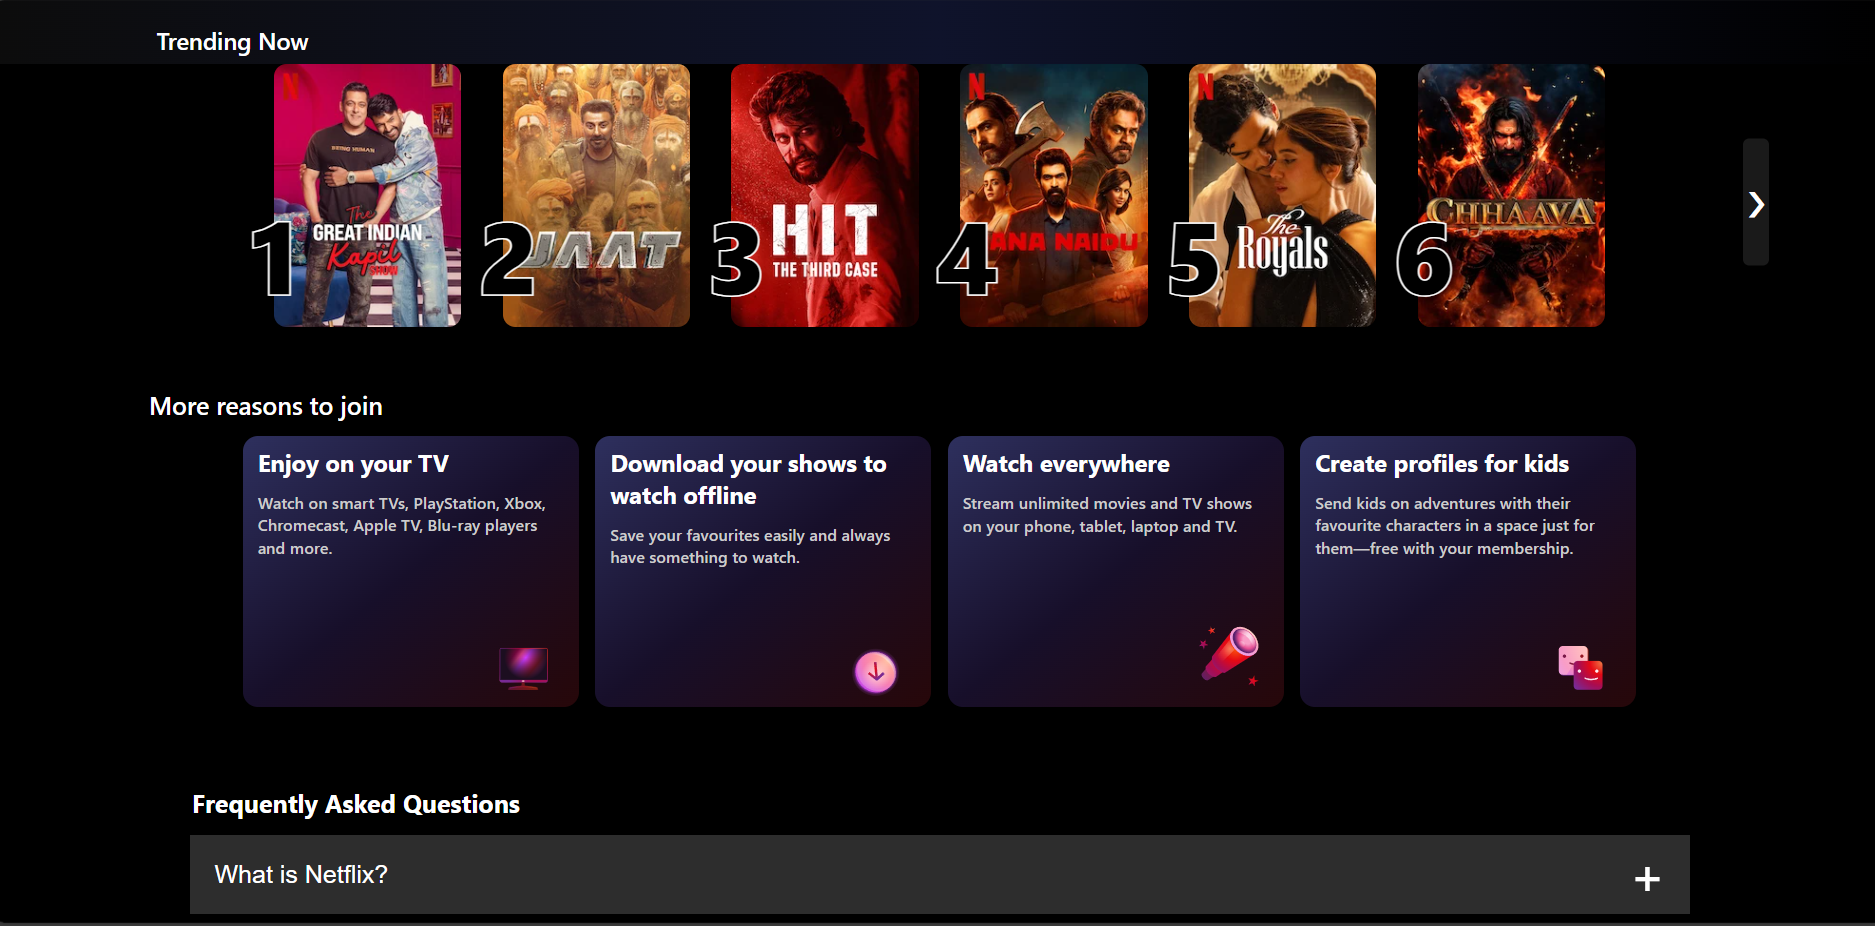 Trending Now
N
BEING HUMAN
The
GREAT INDIAN
Kapil
SHOW
1
JAAT
2
HIT
THE THIRD CASE
3
N
ANA NAIDU
4
N
The
Royals
5
CHHAAVA
6
❯
More reasons to join
Enjoy on your TV
Watch on smart TVs, PlayStation, Xbox,
Chromecast, Apple TV, Blu-ray players
and more.
Download your shows to
watch offline
Save your favourites easily and always
have something to watch.
Watch everywhere
Stream unlimited movies and TV shows
on your phone, tablet, laptop and TV.
Create profiles for kids
Send kids on adventures with their
favourite characters in a space just for
them—free with your membership.
Frequently Asked Questions
What is Netflix?
+